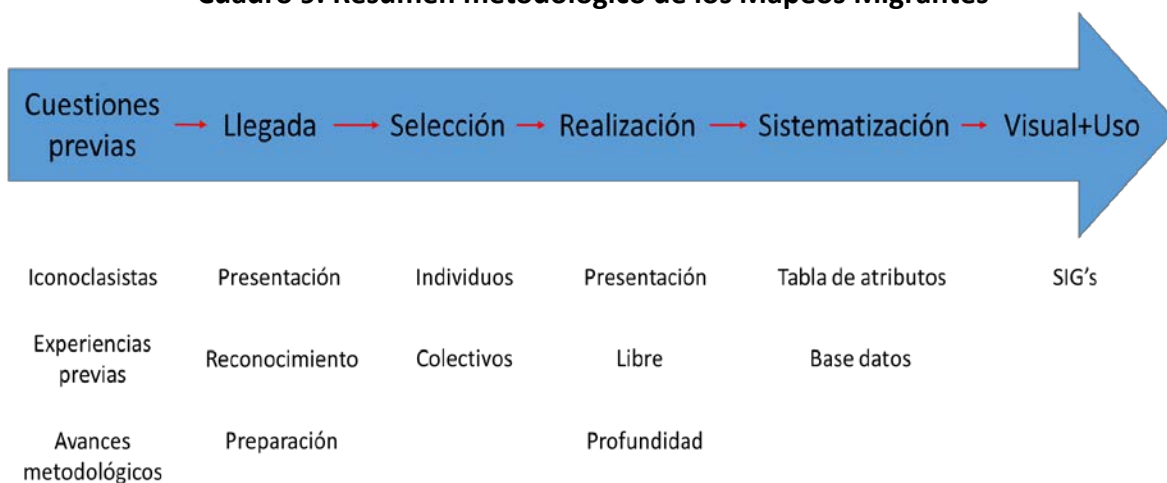 Cuadro 9. Resumen metodológico de los Mapeos Migrantes
Cuestiones
previas
Llegada
Selección
Realización
Sistematización
Visual+Uso
Iconoclasistas
Presentación
Individuos
Presentación
Tabla de atributos
SIG's
Experiencias
previas
Reconocimiento
Colectivos
Libre
Base datos
Avances
metodológicos
Preparación
Profundidad